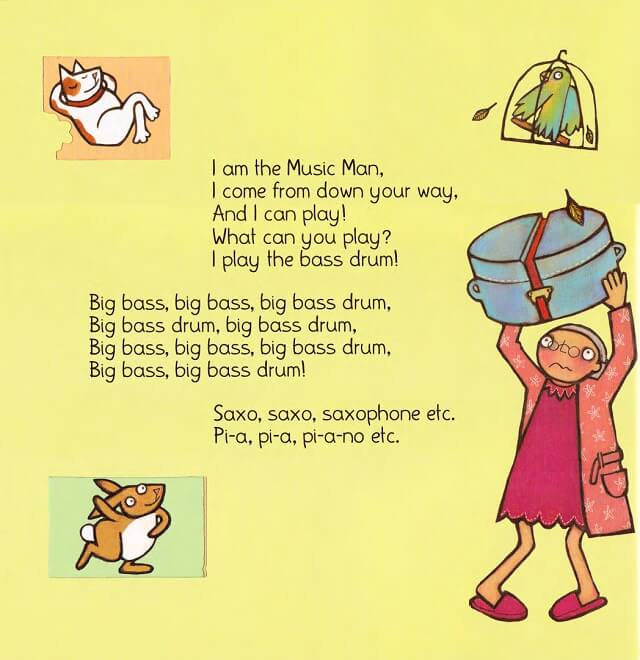 I am the Music Man,
I come from down your way,
And I can play!
What can you play?
I play the bass drum!
Big bass, big bass, big bass drum,
Big bass drum, big bass drum,
Big bass, big bass, big bass drum,
Big bass, big bass drum!
Saxo, saxo, saxophone etc.
Pi-a, pi-a, pi-a-no etc.